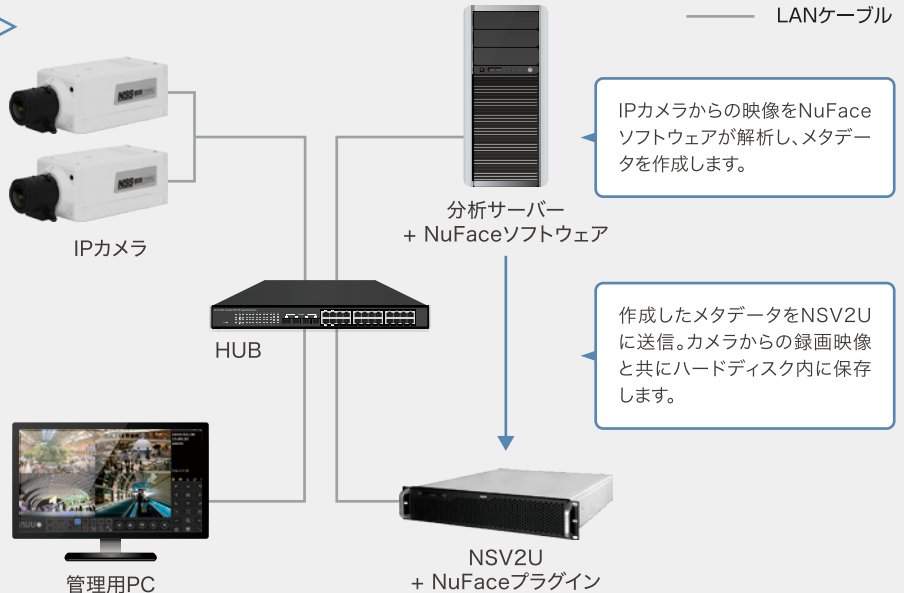 LANケーブル
NSS
NSS
IPカメラ
IPカメラからの映像をNuFace
ソフトウェアが解析し、メタデー
タを作成します。
分析サーバー
+ NuFaceソフトウェア
HUB
作成したメタデータをNSV2U
に送信。カメラからの録画映像
と共にハードディスク内に保存
します。
管理用PC
NSV2U
+ NuFaceプラグイン